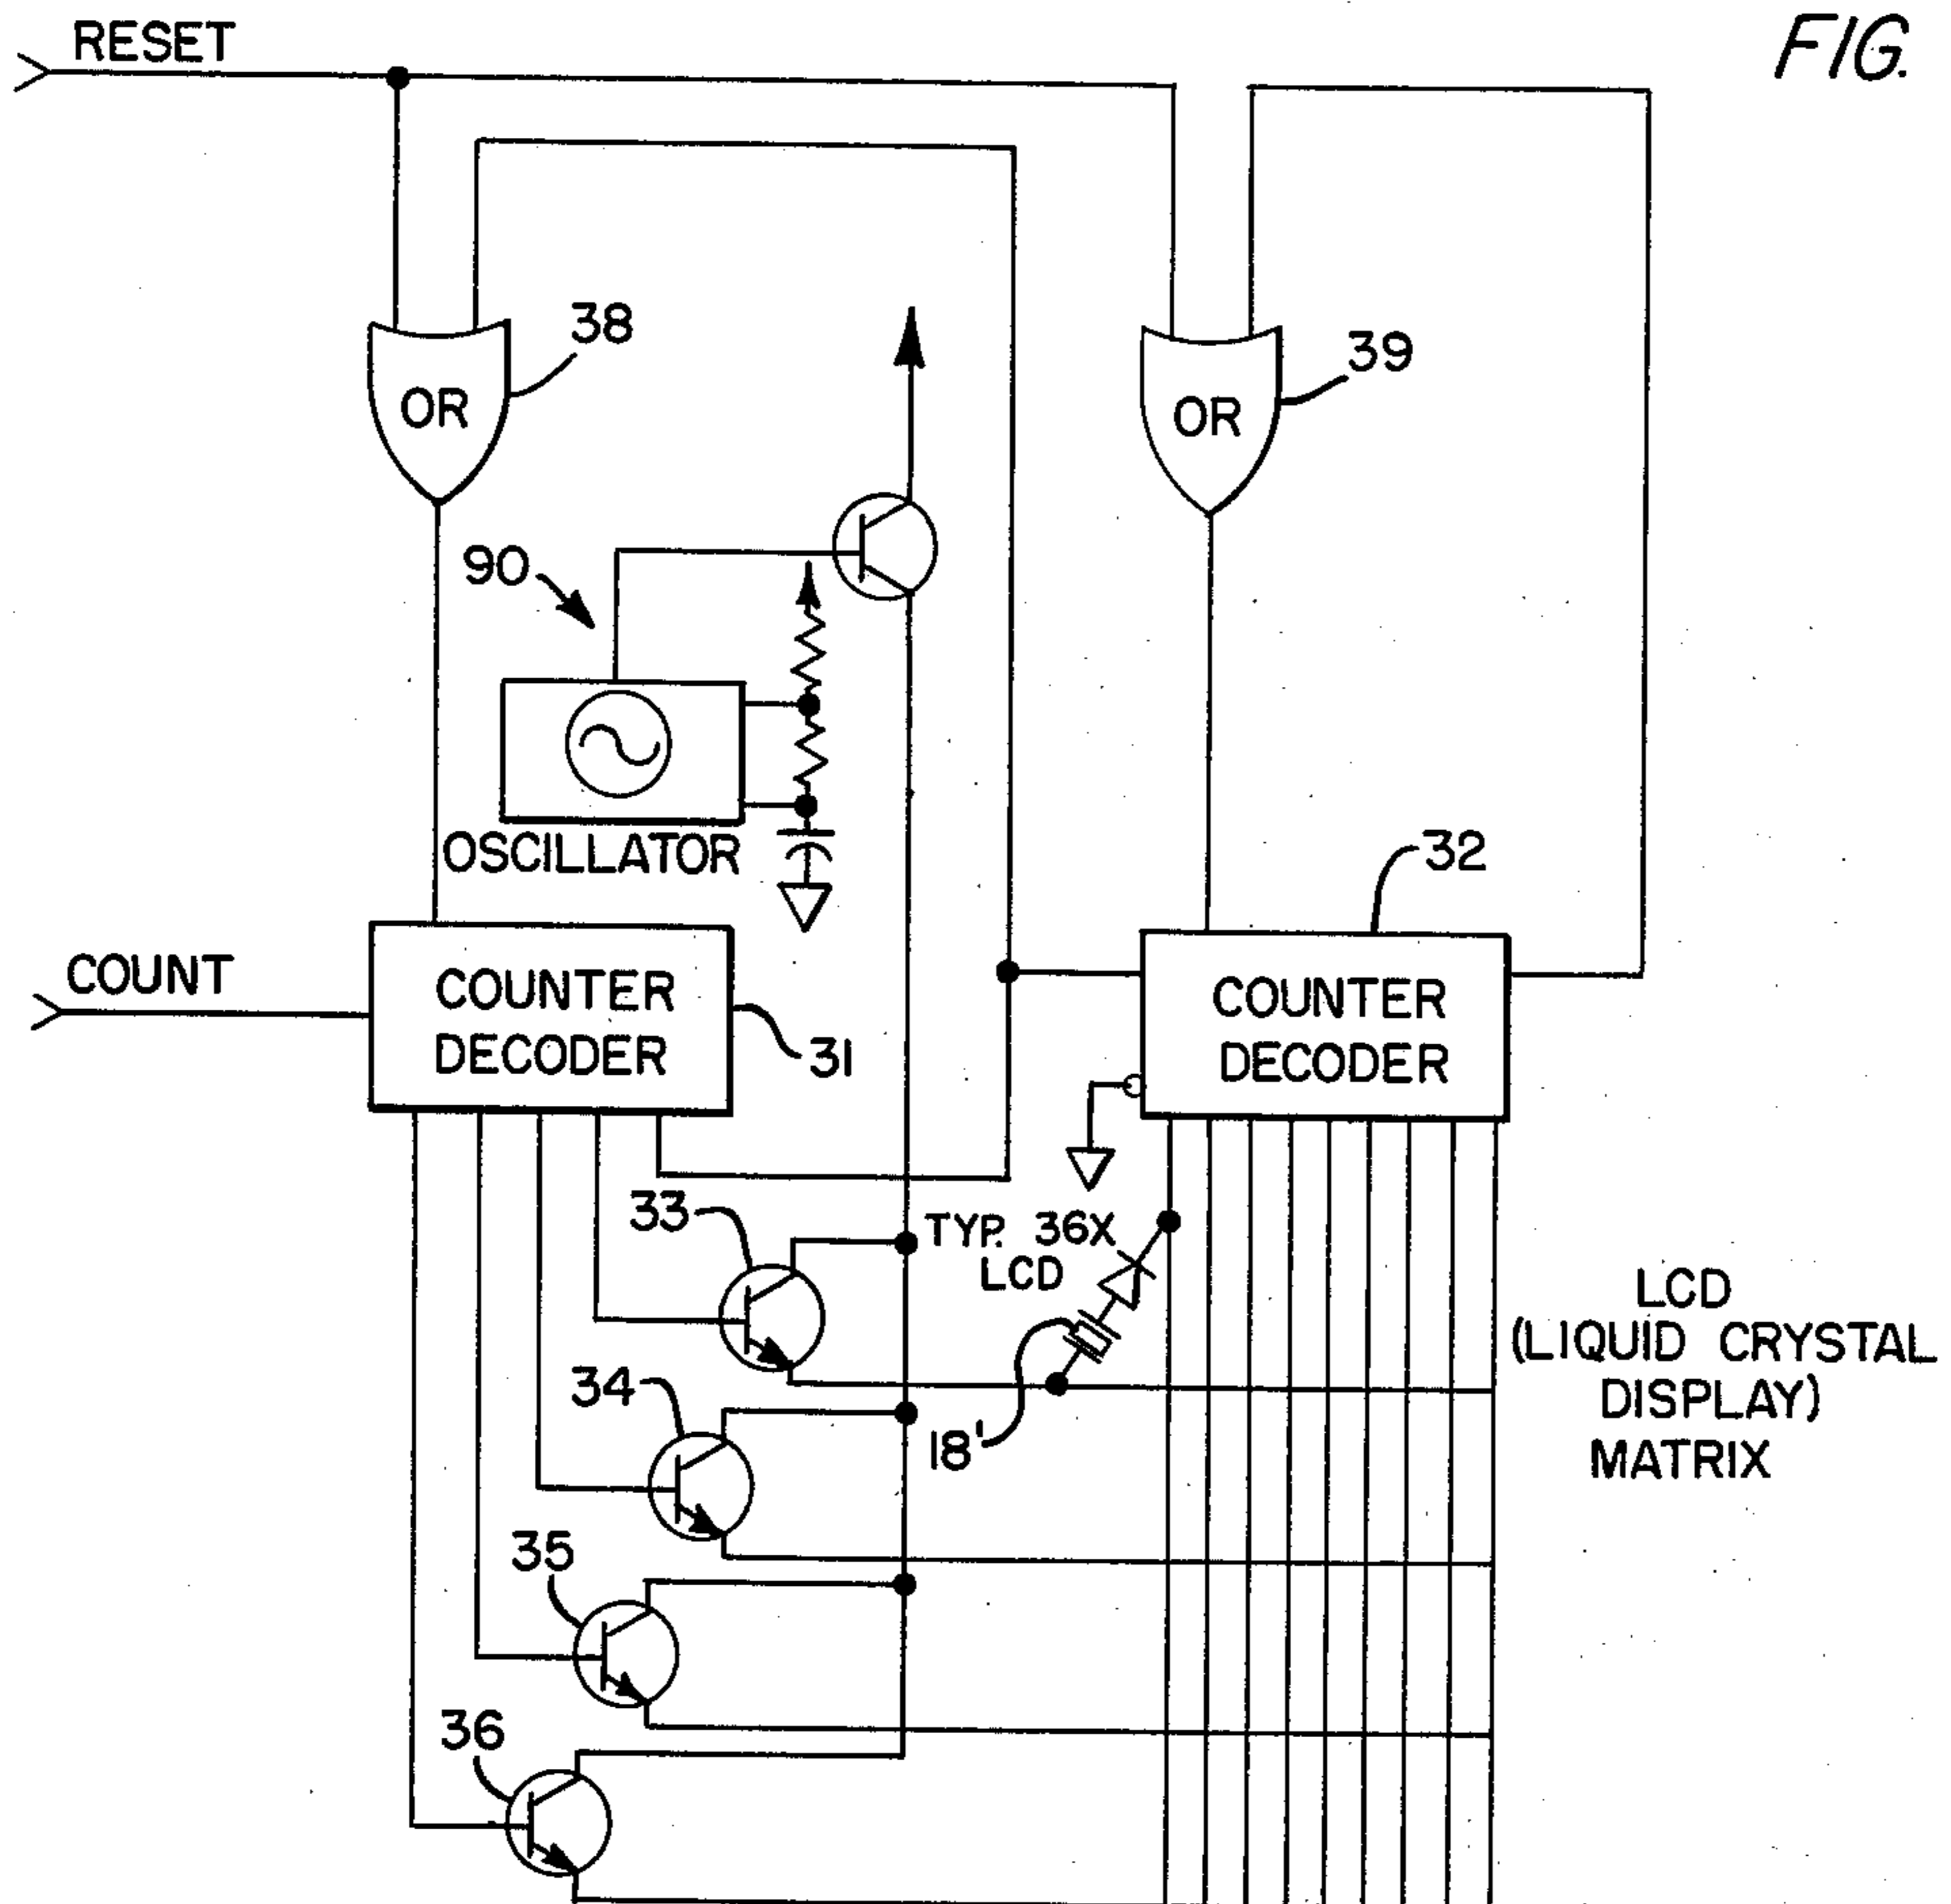 RESET
FIG.
38
OR
39
OR
90
OSCILLATOR
32
COUNT
COUNTER
DECODER
31
COUNTER
DECODER
33
TYP. 36X
LCD
LCD
(LIQUID CRYSTAL
DISPLAY)
MATRIX
34
18'
35
36